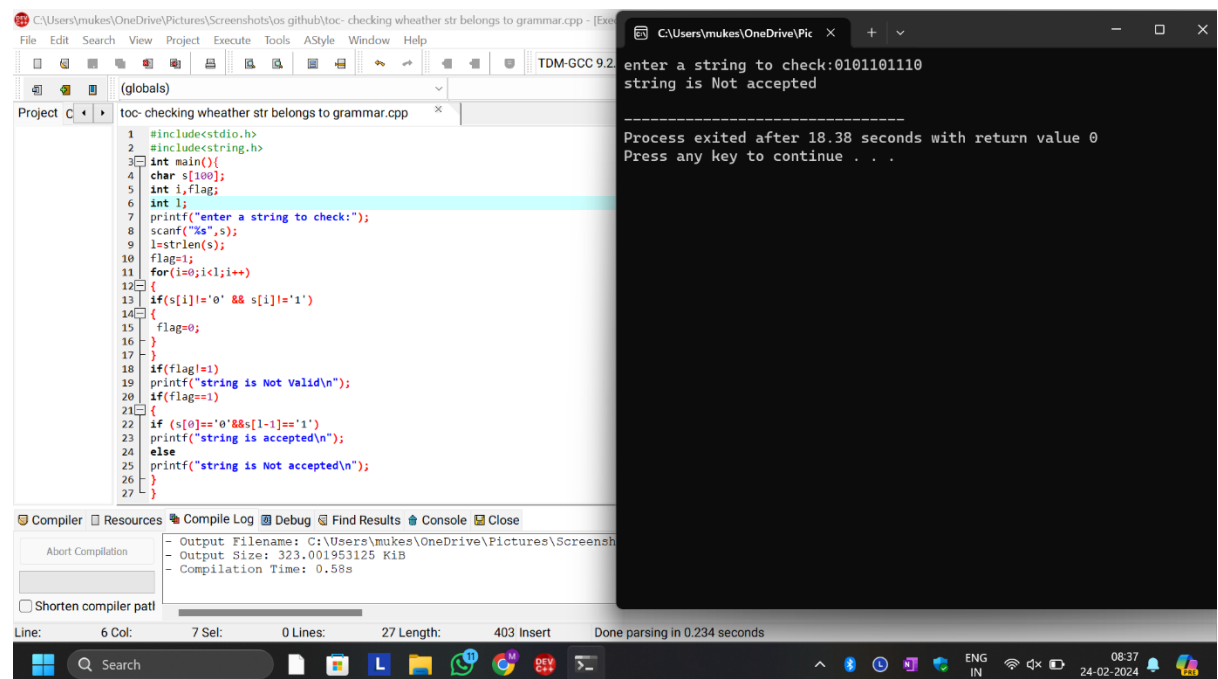 C:\Users\mukes\OneDrive\Pictures\Screenshots\os github\toc- checking wheather str belongs to grammar.cpp - [Exe
File Edit Search View Project Execute Tools AStyle Window Help
TDM-GCC 9.2.
(globals)
Project C toc- checking wheather str belongs to grammar.cpp ×
1 #include<stdio.h>
2 #include<string.h>
3 int main(){
4 char s[100];
5 int i,flag;
6 int l;
7 printf("enter a string to check:");
8 scanf("%s",s);
9 l=strlen(s);
10 flag=1;
11 for(i=0;i<l;i++)
12 {
13 if(s[i]!='0' && s[i]!='1')
14 {
15 flag=0;
16 }
17 }
18 if(flag!=1)
19 printf("string is Not Valid\n");
20 if(flag==1)
21 {
22 if (s[0]=='0'&&s[l-1]=='1')
23 printf("string is accepted\n");
24 else
25 printf("string is Not accepted\n");
26 }
27 }
Compiler Resources Compile Log Debug Find Results Console Close
Abort Compilation
Shorten compiler patl
- Output Filename: C:\Users\mukes\OneDrive\Pictures\Screensh
- Output Size: 323.001953125 KiB
- Compilation Time: 0.58s
Line: 6 Col: 7 Sel: 0 Lines: 27 Length: 403 Insert Done parsing in 0.234 seconds
C:\Users\mukes\OneDrive\Pic × +
enter a string to check:0101101110
string is Not accepted
--------------------------------
Process exited after 18.38 seconds with return value 0
Press any key to continue . . .
Search
L
11
M
DEV C++
ENG
IN
08:37
24-02-2024
PRE